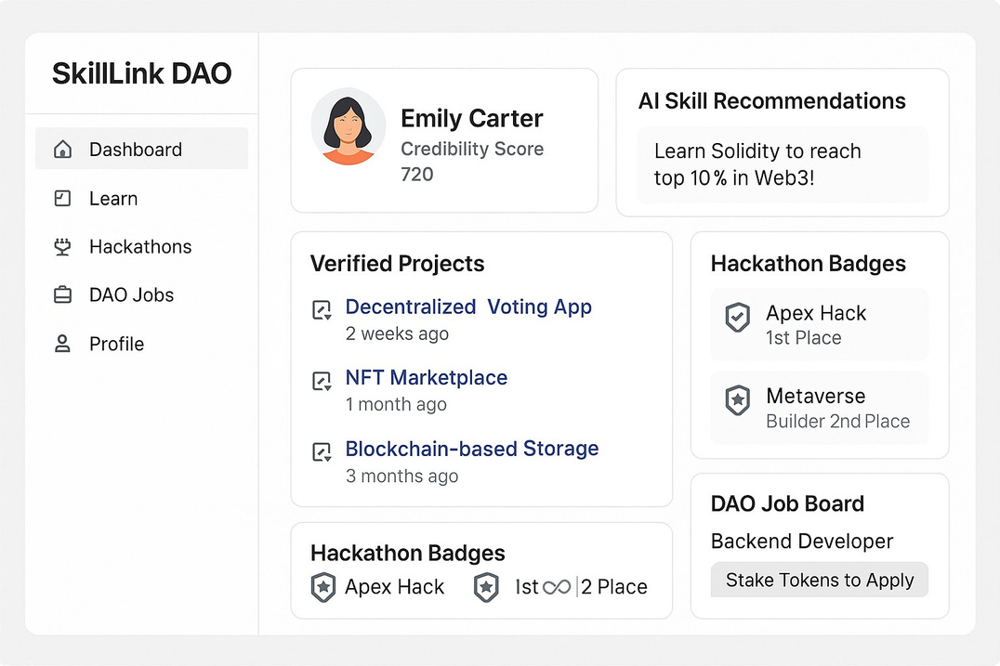 SkillLink DAO
Dashboard
Learn
Hackathons
DAO Jobs
Profile
Emily Carter
Credibility Score
720
AI Skill Recommendations
Learn Solidity to reach
top 10% in Web3!
Verified Projects
Decentralized Voting App
2 weeks ago
NFT Marketplace
1 month ago
Blockchain-based Storage
3 months ago
Hackathon Badges
Apex Hack
1st Place
Metaverse
Builder 2nd Place
Hackathon Badges
Apex Hack
1st ∞|2 Place
DAO Job Board
Backend Developer
Stake Tokens to Apply